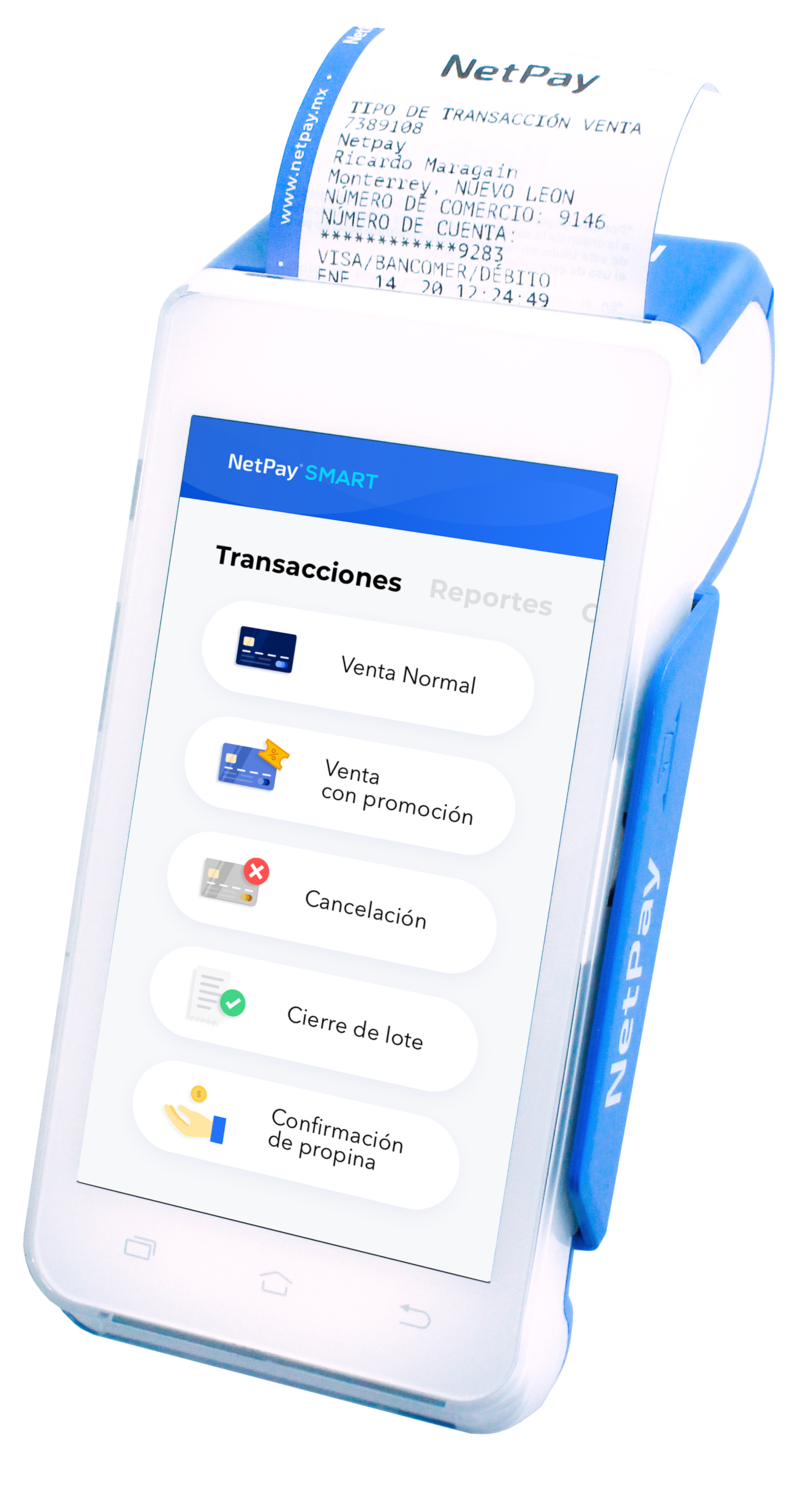 NetPay
www.netpay.mx
TIPO DE TRANSACCIÓN VENTA
7389108
Netpay
Ricardo Maragain
Monterrey, NUEVO LEON
NÚMERO DE COMERCIO: 9146
NÚMERO DE CUENTA:
************9283
VISA/BANCOMER/DÉBITO
ENE 14 20 12:24:49
NetPay SMART
Transacciones Reportes
Venta Normal
Venta
con promoción
Cancelación
Cierre de lote
Confirmación
de propina
NetPay